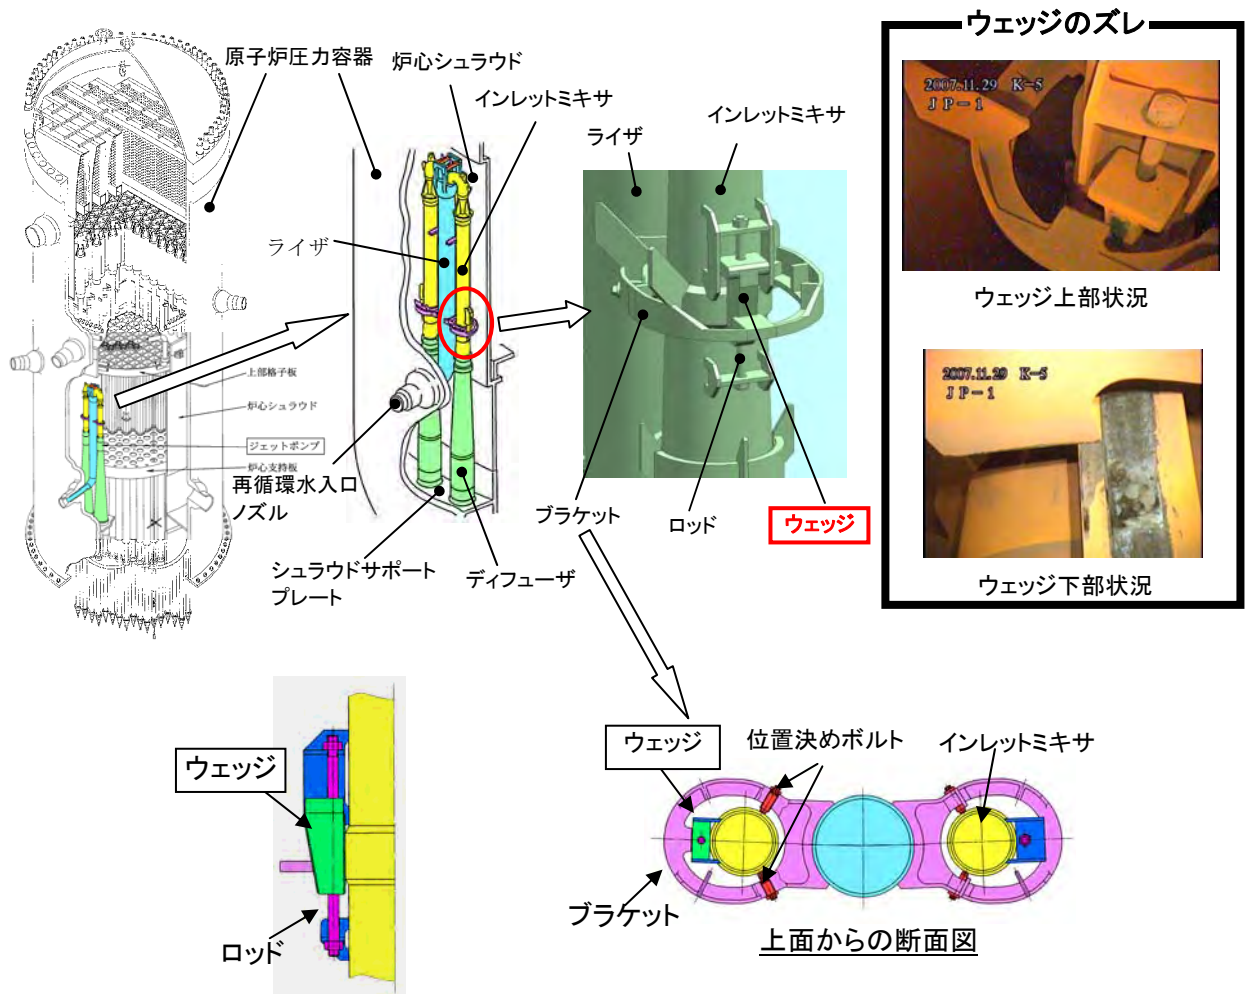 ウェッジのズレ
原子炉圧力容器
炉心シュラウド
インレットミキサ
ライザ
インレットミキサ
2007.11.29 K-5
JP-1
ウェッジ上部状況
ライザ
上部格子板
炉心シュラウド
ジェットポンプ
炉心支持板
再循環水入口
ノズル
シュラウドサポート
プレート
ディフューザ
ブラケット
ロッド
ウェッジ
2007.11.29 K-5
JP-1
ウェッジ下部状況
ウェッジ
ロッド
ウェッジ
位置決めボルト
インレットミキサ
ブラケット
上面からの断面図